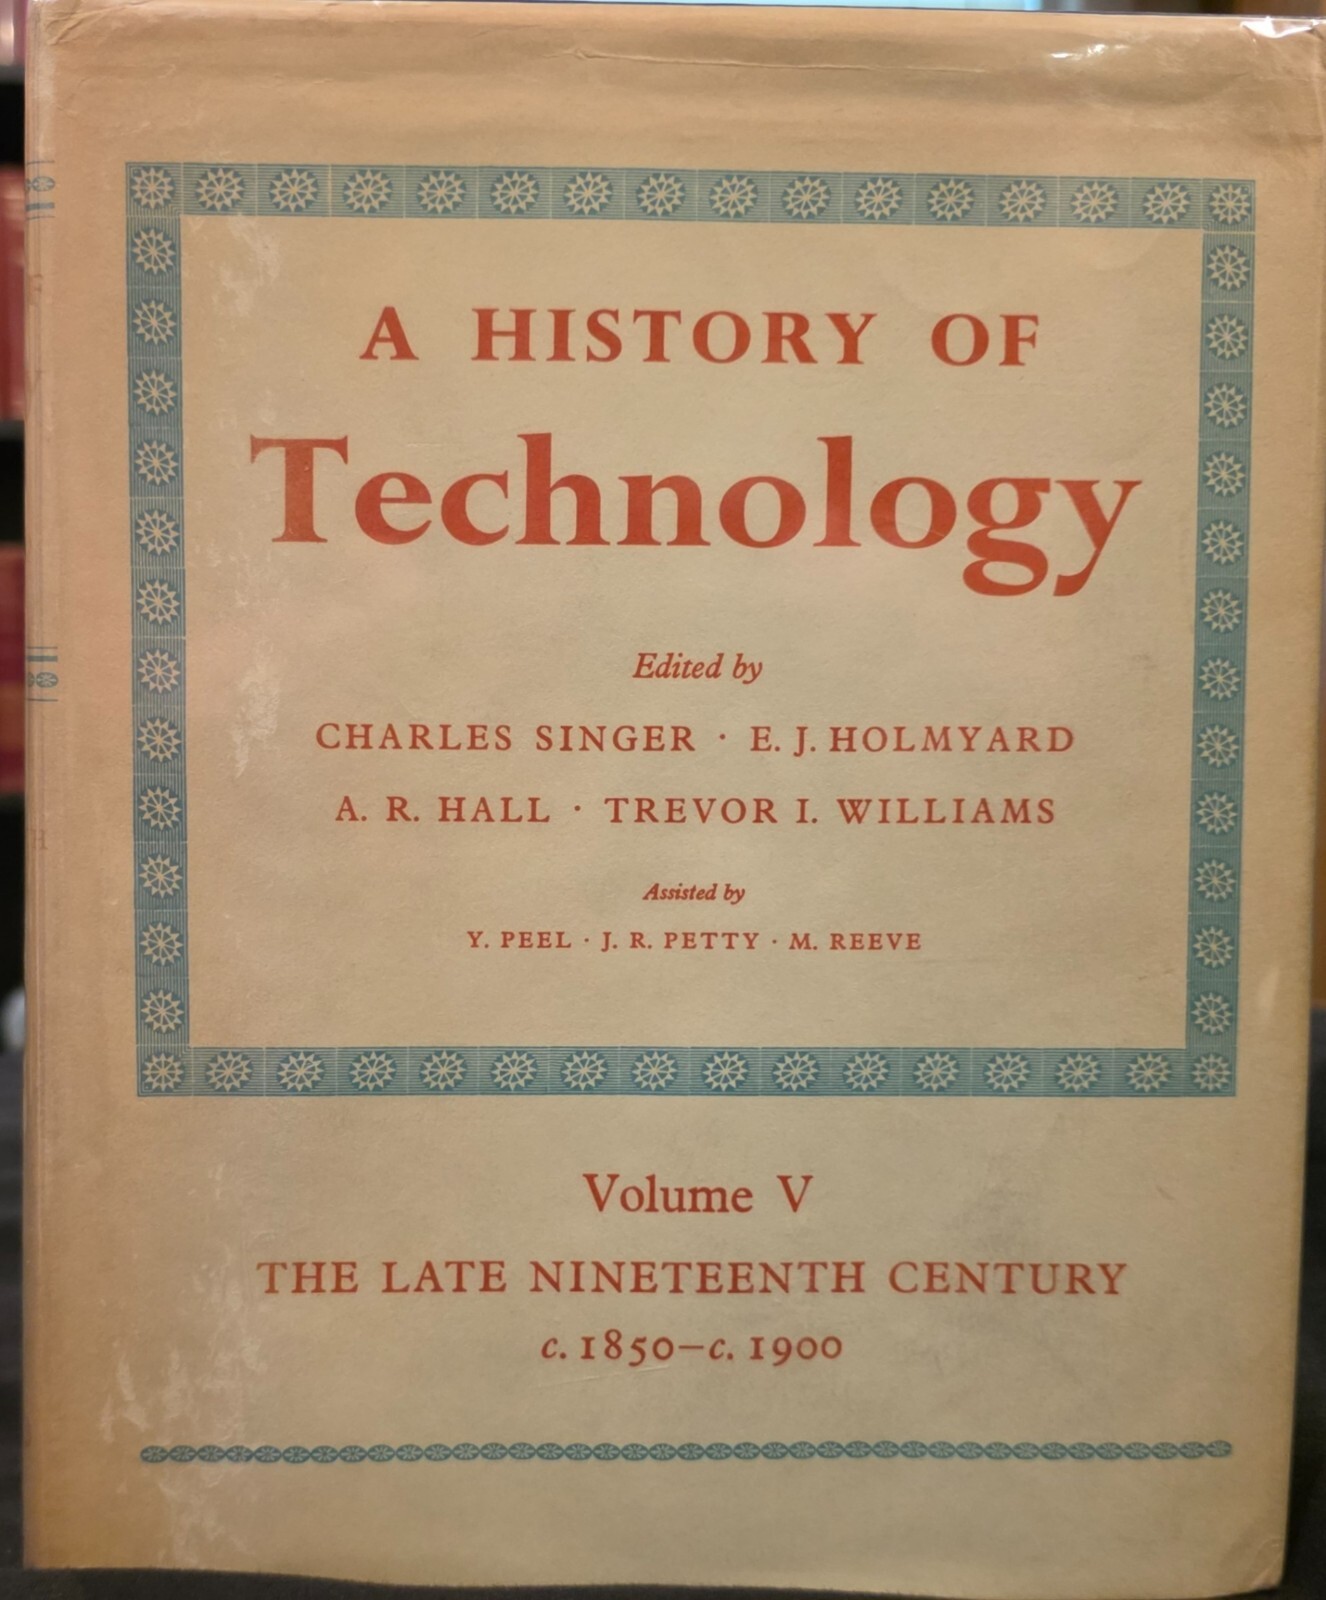 A HISTORY OF
Technology
Edited by
CHARLES SINGER · E. J. HOLMYARD
A. R. HALL · TREVOR I. WILLIAMS
Assisted by
Y. PEEL · J. R. PETTY · M. REEVE
Volume V
THE LATE NINETEENTH CENTURY
c. 1850–c. 1900